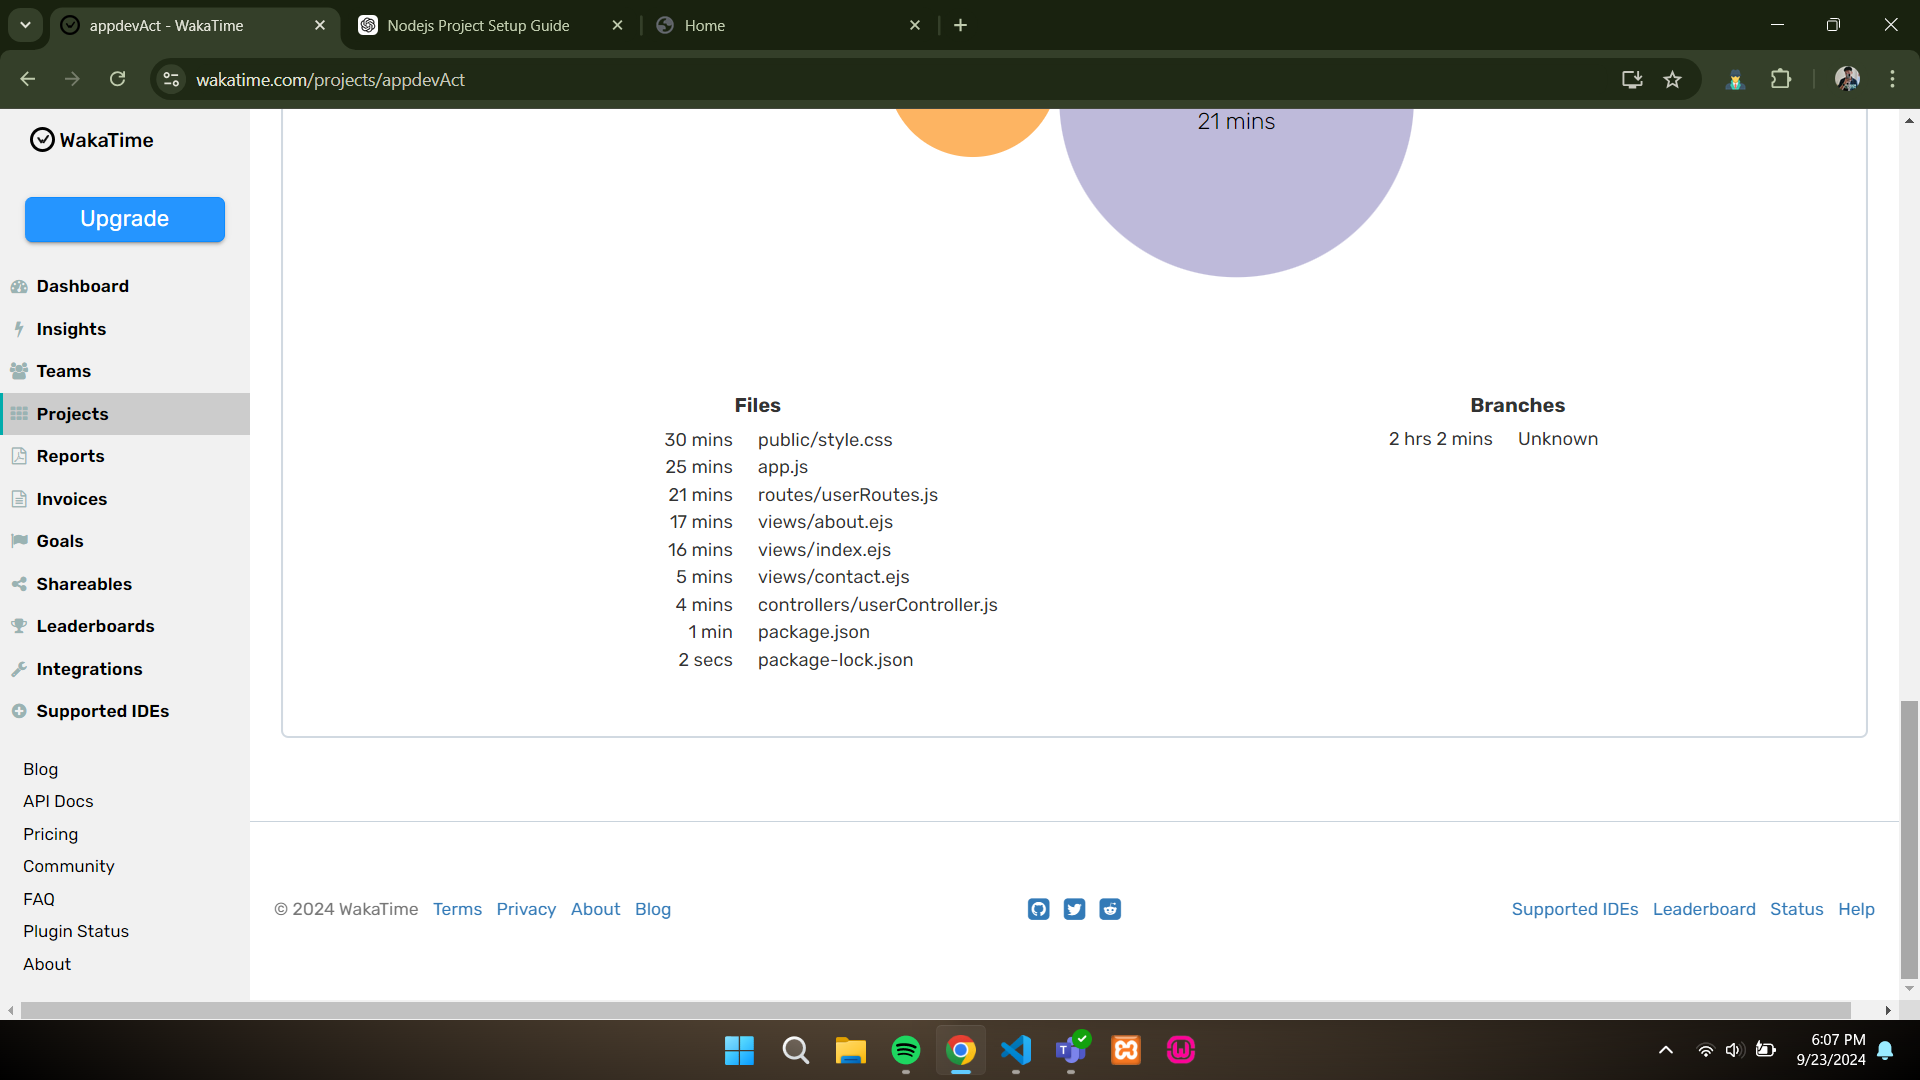 appdevAct - WakaTime
Nodejs Project Setup Guide
Home
wakatime.com/projects/appdevAct
WakaTime
Upgrade
Dashboard
Insights
Teams
Projects
Reports
Invoices
Goals
Shareables
Leaderboards
Integrations
Supported IDEs
Blog
API Docs
Pricing
Community
FAQ
Plugin Status
About
21 mins
Files
30 mins public/style.css
25 mins app.js
21 mins routes/userRoutes.js
17 mins views/about.ejs
16 mins views/index.ejs
5 mins views/contact.ejs
4 mins controllers/userController.js
1 min package.json
2 secs package-lock.json
Branches
2 hrs 2 mins Unknown
© 2024 WakaTime Terms Privacy About Blog
Supported IDEs Leaderboard Status Help
6:07 PM
9/23/2024